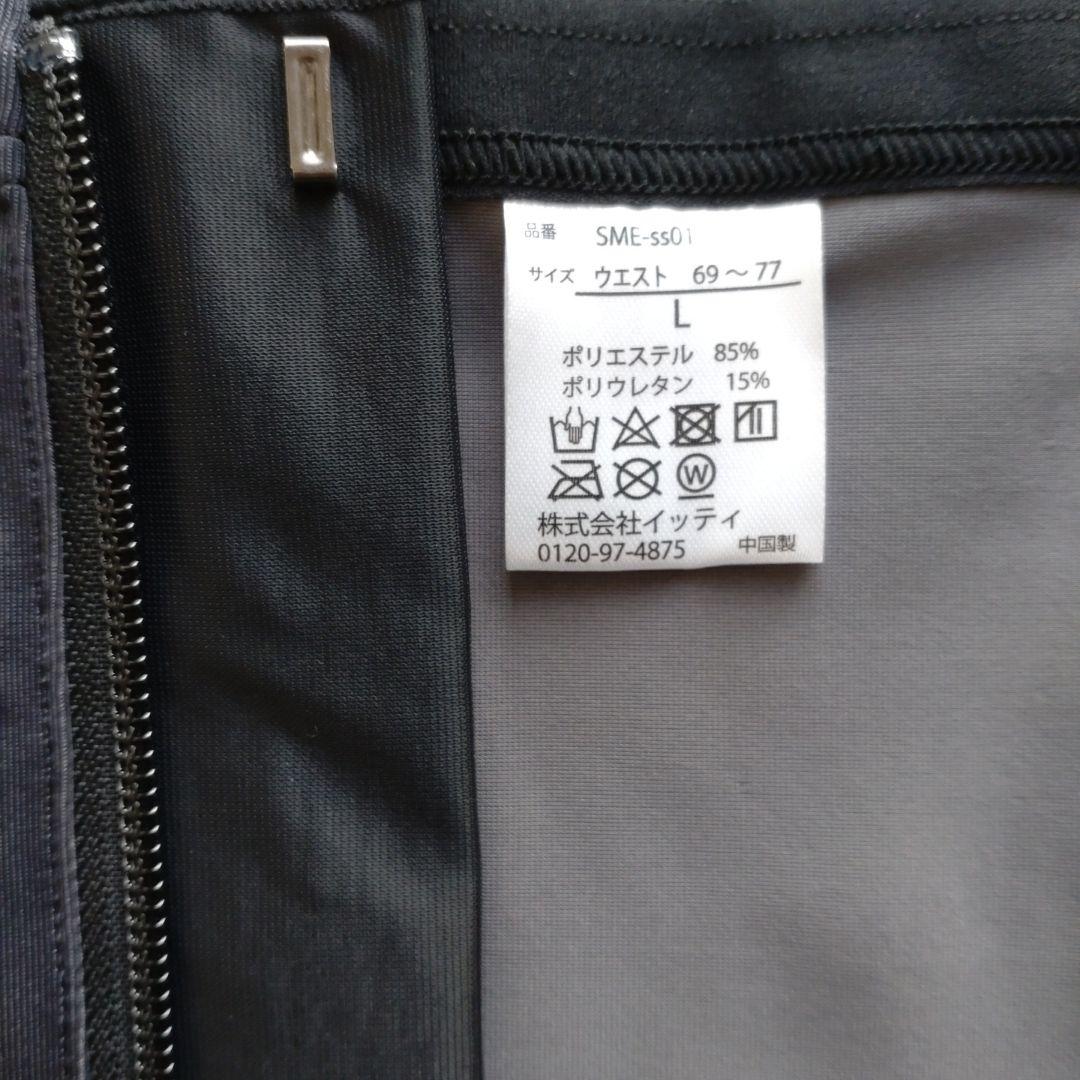 品番 SME-ss01
サイズ ウエスト 69～77
L
ポリエステル 85%
ポリウレタン 15%
W
株式会社イッティ
0120-97-4875 中国製